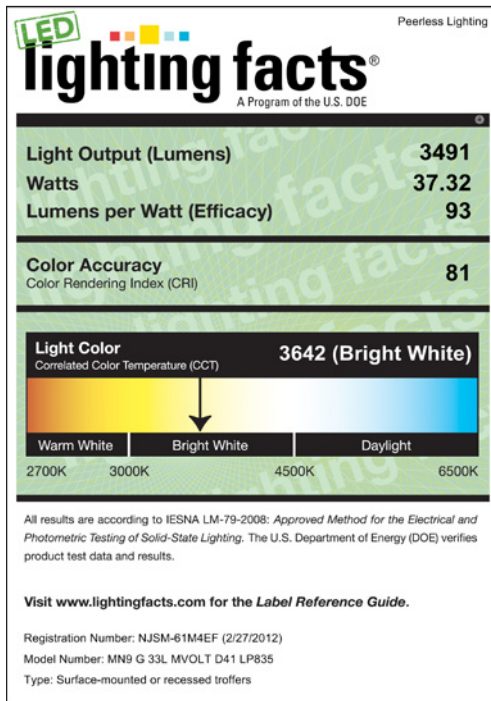 Peerless Lighting
LED
lighting facts®
A Program of the U.S. DOE
Light Output (Lumens) 3491
Watts 37.32
Lumens per Watt (Efficacy) 93
Color Accuracy
Color Rendering Index (CRI) 81
Light Color
Correlated Color Temperature (CCT) 3642 (Bright White)
Warm White Bright White Daylight
2700K 3000K 4500K 6500K
All results are according to IESNA LM-79-2008: Approved Method for the Electrical and
Photometric Testing of Solid-State Lighting. The U.S. Department of Energy (DOE) verifies
product test data and results.
Visit www.lightingfacts.com for the Label Reference Guide.
Registration Number: NJSM-61M4EF (2/27/2012)
Model Number: MN9 G 33L MVOLT D41 LP835
Type: Surface-mounted or recessed troffers